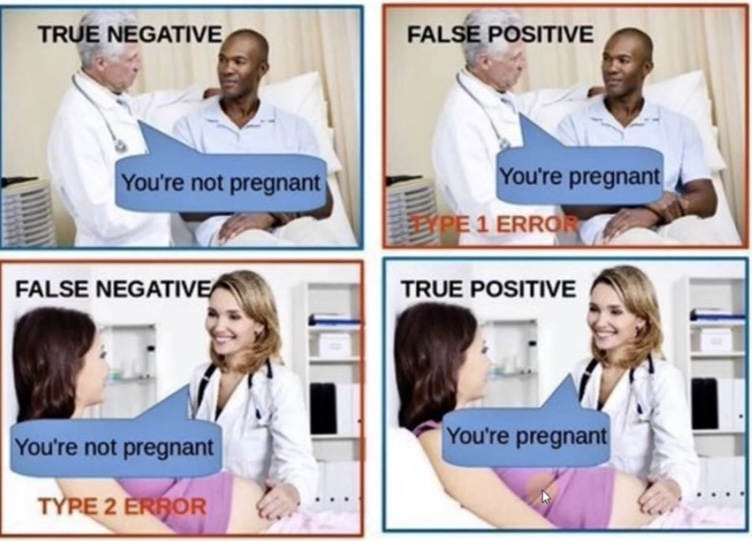 TRUE NEGATIVE
You're not pregnant
FALSE POSITIVE
You're pregnant
TYPE 1 ERROR
FALSE NEGATIVE
You're not pregnant
TYPE 2 ERROR
TRUE POSITIVE
You're pregnant